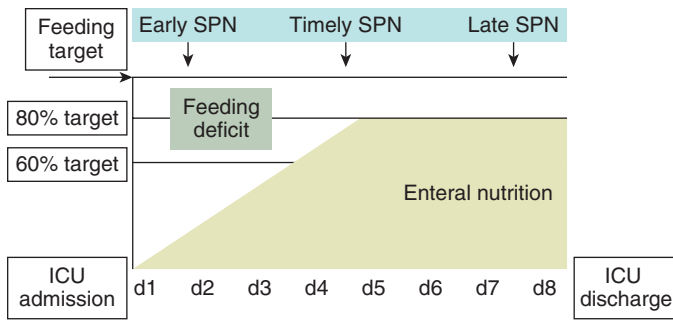 Feeding
target
Early SPN
Timely SPN
Late SPN
Feeding
deficit
80% target
60% target
Enteral nutrition
ICU
admission
d1
d2
d3
d4
d5
d6
d7
d8
ICU
discharge